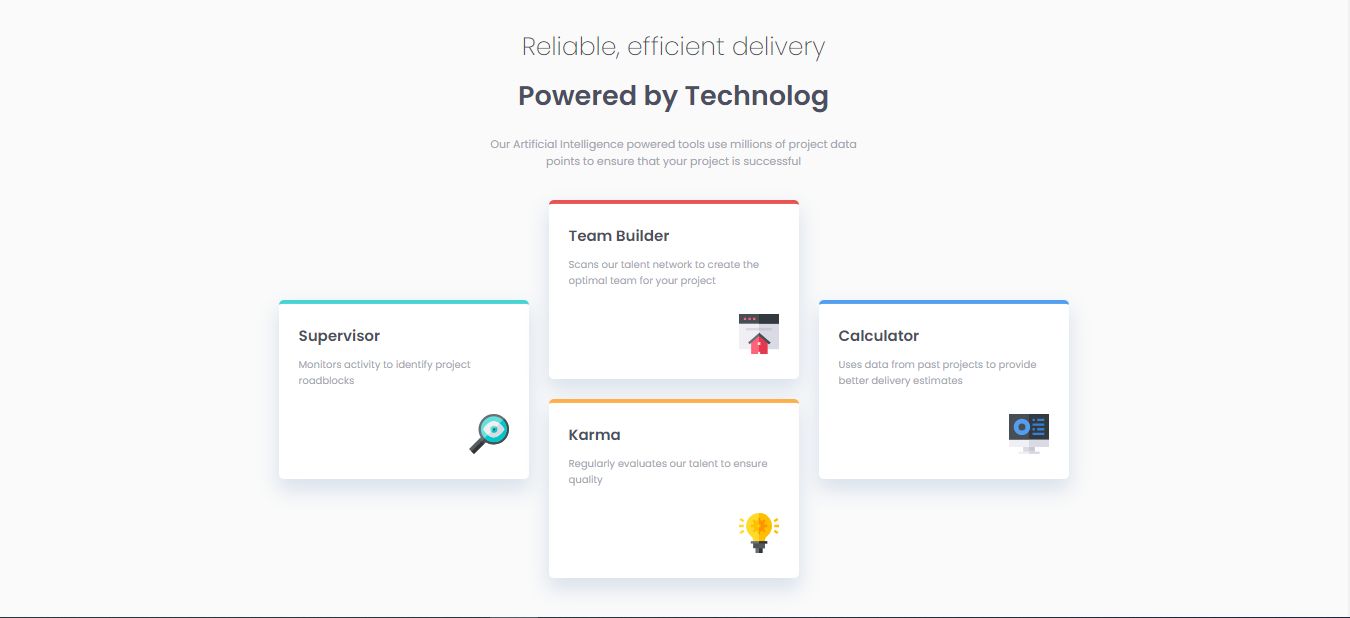 Reliable, efficient delivery
Powered by Technolog
Our Artificial Intelligence powered tools use millions of project data
points to ensure that your project is successful
Team Builder
Scans our talent network to create the
optimal team for your project
Supervisor
Monitors activity to identify project
roadblocks
Calculator
Uses data from past projects to provide
better delivery estimates
Karma
Regularly evaluates our talent to ensure
quality